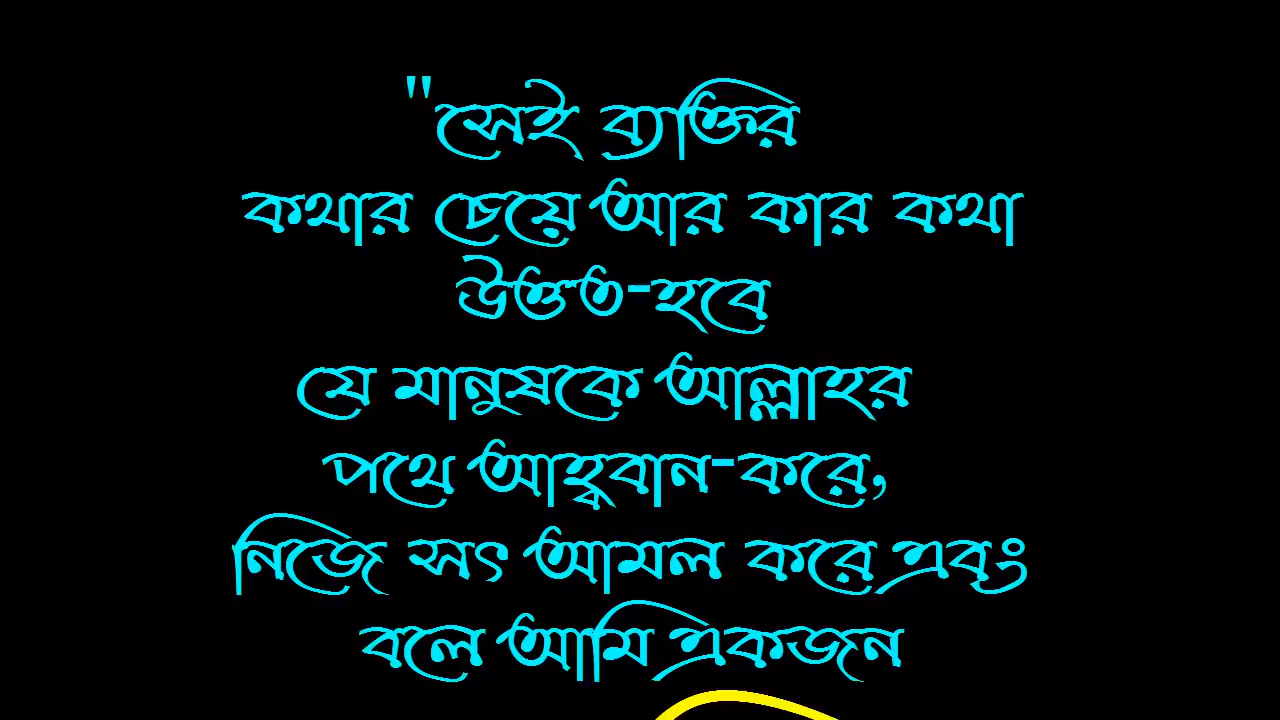 "সেই ব্যক্তির
কথার চেয়ে আর কার কথা
উত্তত-হবে
যে মানুষকে আল্লাহর
পথে আহ্বান-করে,
নিজে সৎ আমল করে এবং
বলে আমি একজন